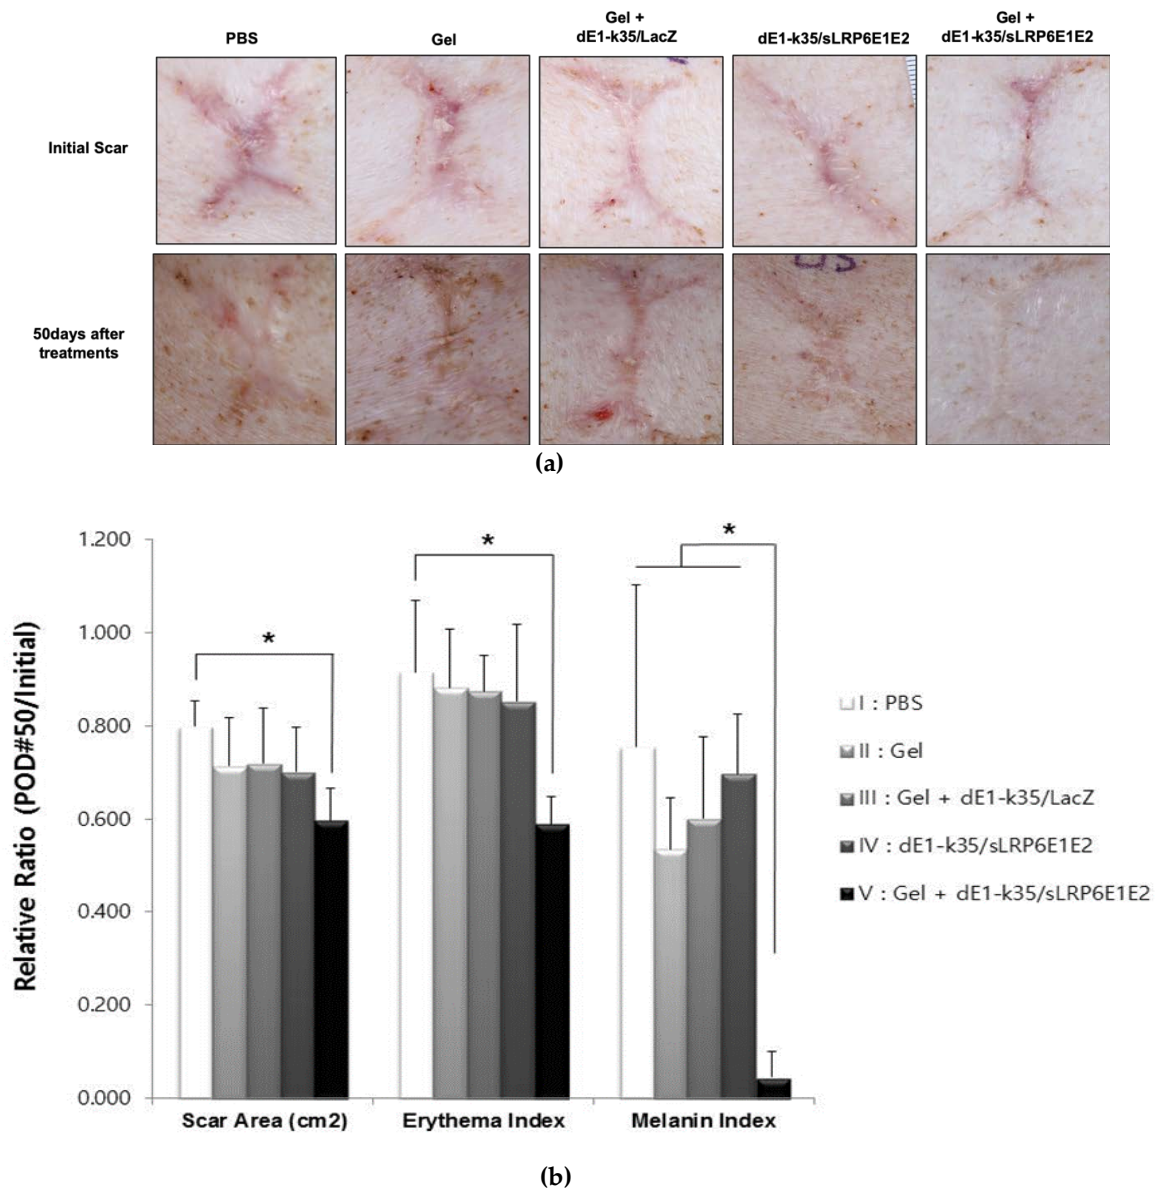 PBS
Gel
Gel +
dE1-k35/LacZ
dE1-k35/sLRP6E1E2
Gel +
dE1-k35/sLRP6E1E2
Initial Scar
50days after
treatments
(a)
Relative Ratio (POD#50/Initial)
1.200
1.000
0.800
0.600
0.400
0.200
0.000
*
*
*
Scar Area (cm2)
Erythema Index
Melanin Index
I : PBS
II : Gel
III : Gel + dE1-k35/LacZ
IV : dE1-k35/sLRP6E1E2
V : Gel + dE1-k35/sLRP6E1E2
(b)